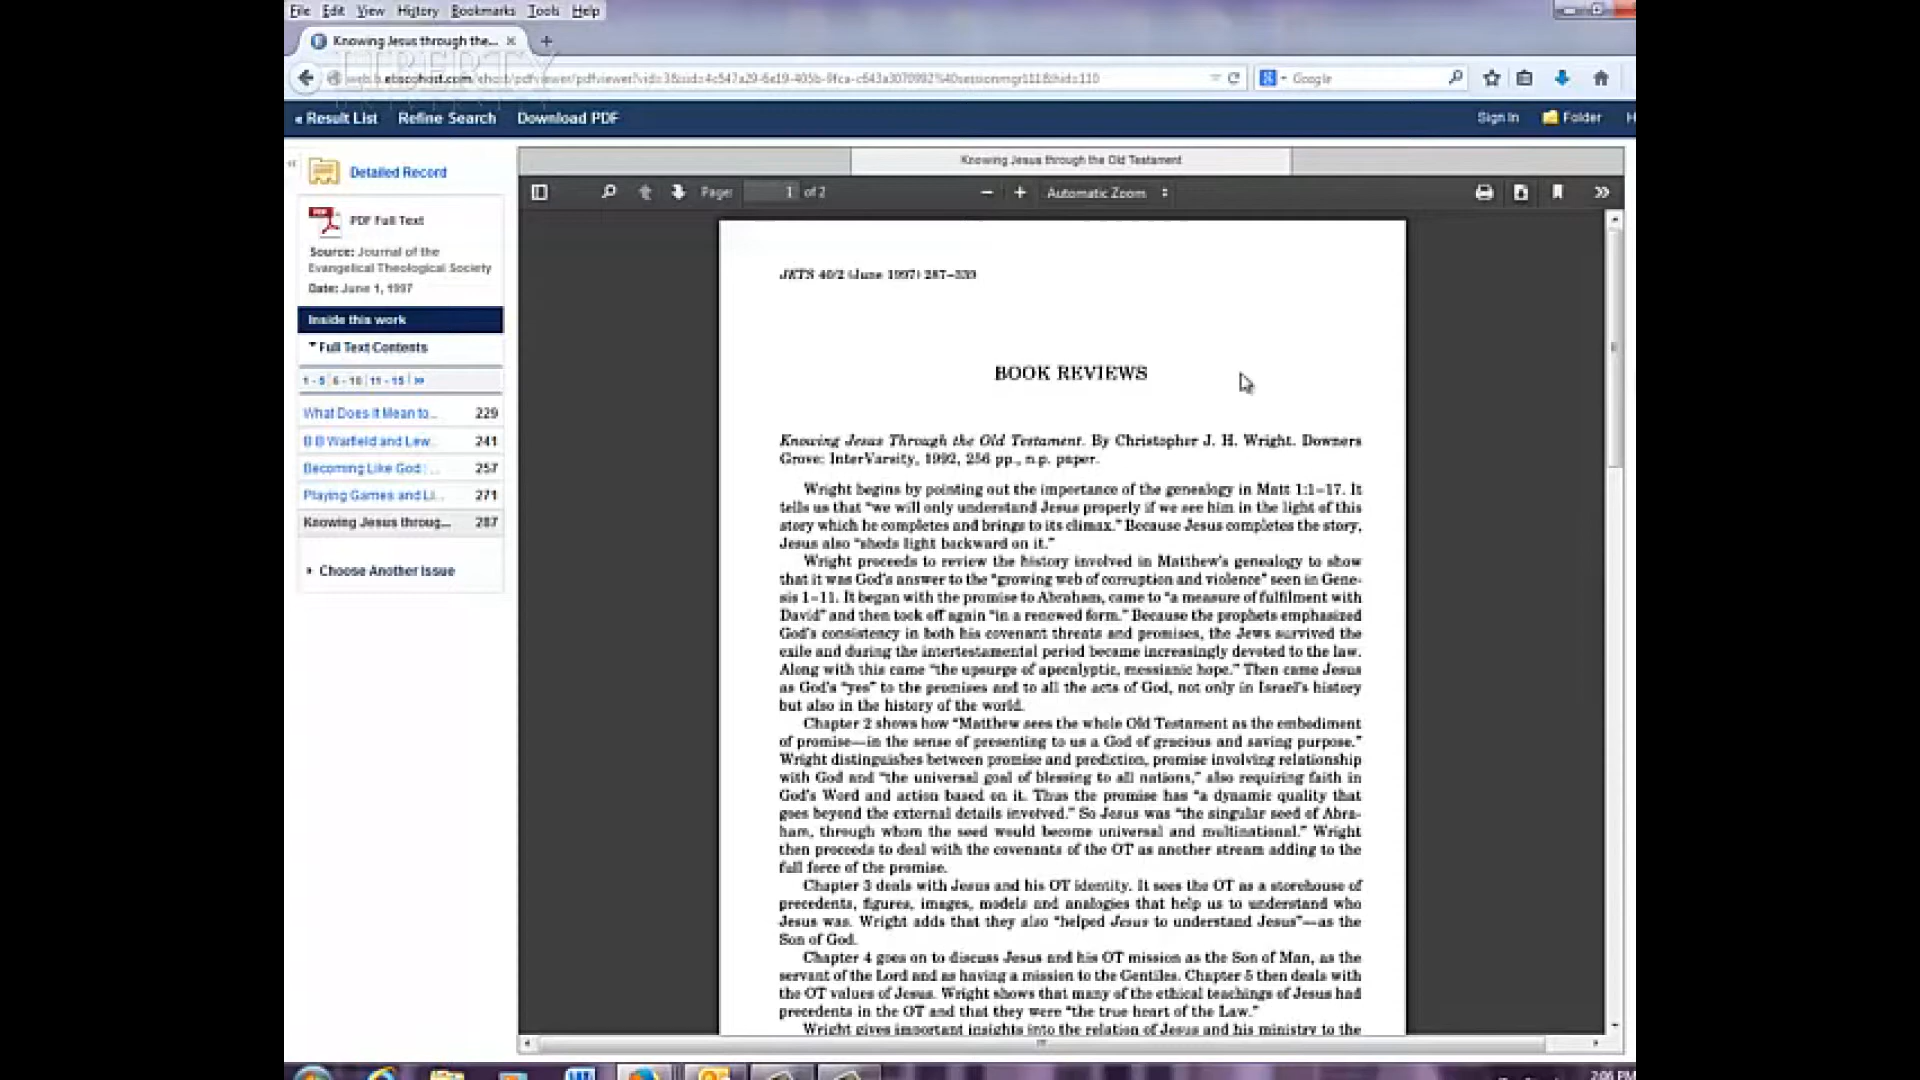 File Edit View History Bookmarks Tools Help
Knowing Jesus through the...
LIBERTY
Google
Result List Refine Search Download PDF
Sign In Folder
Detailed Record
PDF Full Text
Source: Journal of the
Evangelical Theological Society
Date: June 1, 1997
Inside this work
Full Text Contents
1 - 5 6 - 10 11 - 15
What Does It Mean to... 229
B B Warfield and Lew... 241
Becoming Like God: ... 257
Playing Games and Li... 271
Knowing Jesus throug... 287
Choose Another Issue
Knowing Jesus through the Old Testament
Page: 1 of 2
Automatic Zoom
JETS 40/2 (June 1997) 287–339
BOOK REVIEWS
Knowing Jesus Through the Old Testament. By Christopher J. H. Wright. Downers
Grove: InterVarsity, 1992, 256 pp., n.p. paper.
Wright begins by pointing out the importance of the genealogy in Matt 1:1–17. It
tells us that “we will only understand Jesus properly if we see him in the light of this
story which he completes and brings to its climax.” Because Jesus completes the story,
Jesus also “sheds light backward on it.”
Wright proceeds to review the history involved in Matthew’s genealogy to show
that it was God’s answer to the “growing web of corruption and violence” seen in Gene-
sis 1–11. It began with the promise to Abraham, came to “a measure of fulfilment with
David” and then took off again “in a renewed form.” Because the prophets emphasized
God’s consistency in both his covenant threats and promises, the Jews survived the
exile and during the intertestamental period became increasingly devoted to the law.
Along with this came “the upsurge of apocalyptic, messianic hope.” Then came Jesus
as God’s “yes” to the promises and to all the acts of God, not only in Israel’s history
but also in the history of the world.
Chapter 2 shows how “Matthew sees the whole Old Testament as the embodiment
of promise—in the sense of presenting to us a God of gracious and saving purpose.”
Wright distinguishes between promise and prediction, promise involving relationship
with God and “the universal goal of blessing to all nations,” also requiring faith in
God’s Word and action based on it. Thus the promise has “a dynamic quality that
goes beyond the external details involved.” So Jesus was “the singular seed of Abra-
ham, through whom the seed would become universal and multinational.” Wright
then proceeds to deal with the covenants of the OT as another stream adding to the
full force of the promise.
Chapter 3 deals with Jesus and his OT identity. It sees the OT as a storehouse of
precedents, figures, images, models and analogies that help us to understand who
Jesus was. Wright adds that they also “helped Jesus to understand Jesus”—as the
Son of God.
Chapter 4 goes on to discuss Jesus and his OT mission as the Son of Man, as the
servant of the Lord and as having a mission to the Gentiles. Chapter 5 then deals with
the OT values of Jesus. Wright shows that many of the ethical teachings of Jesus had
precedents in the OT and that they were “the true heart of the Law.”
Wright gives important insights into the relation of Jesus and his ministry to the
2:06 PM